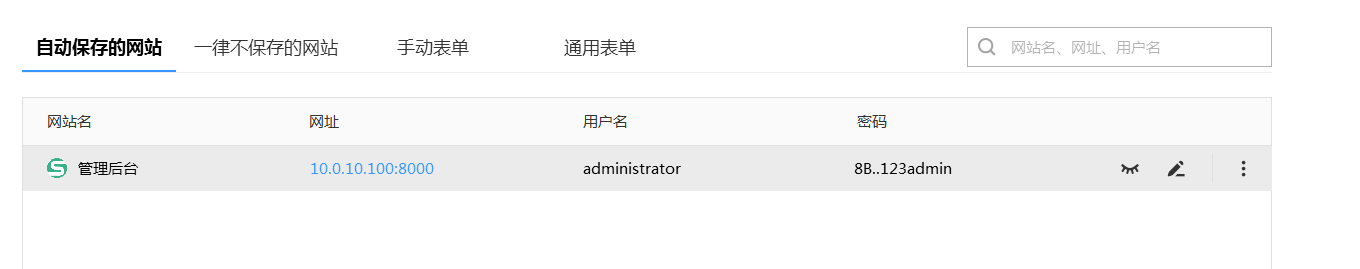 自动保存的网站 一律不保存的网站 手动表单 通用表单 网站名、网址、用户名
网站名 网址 用户名 密码
管理后台 10.0.10.100:8000 administrator 8B..123admin